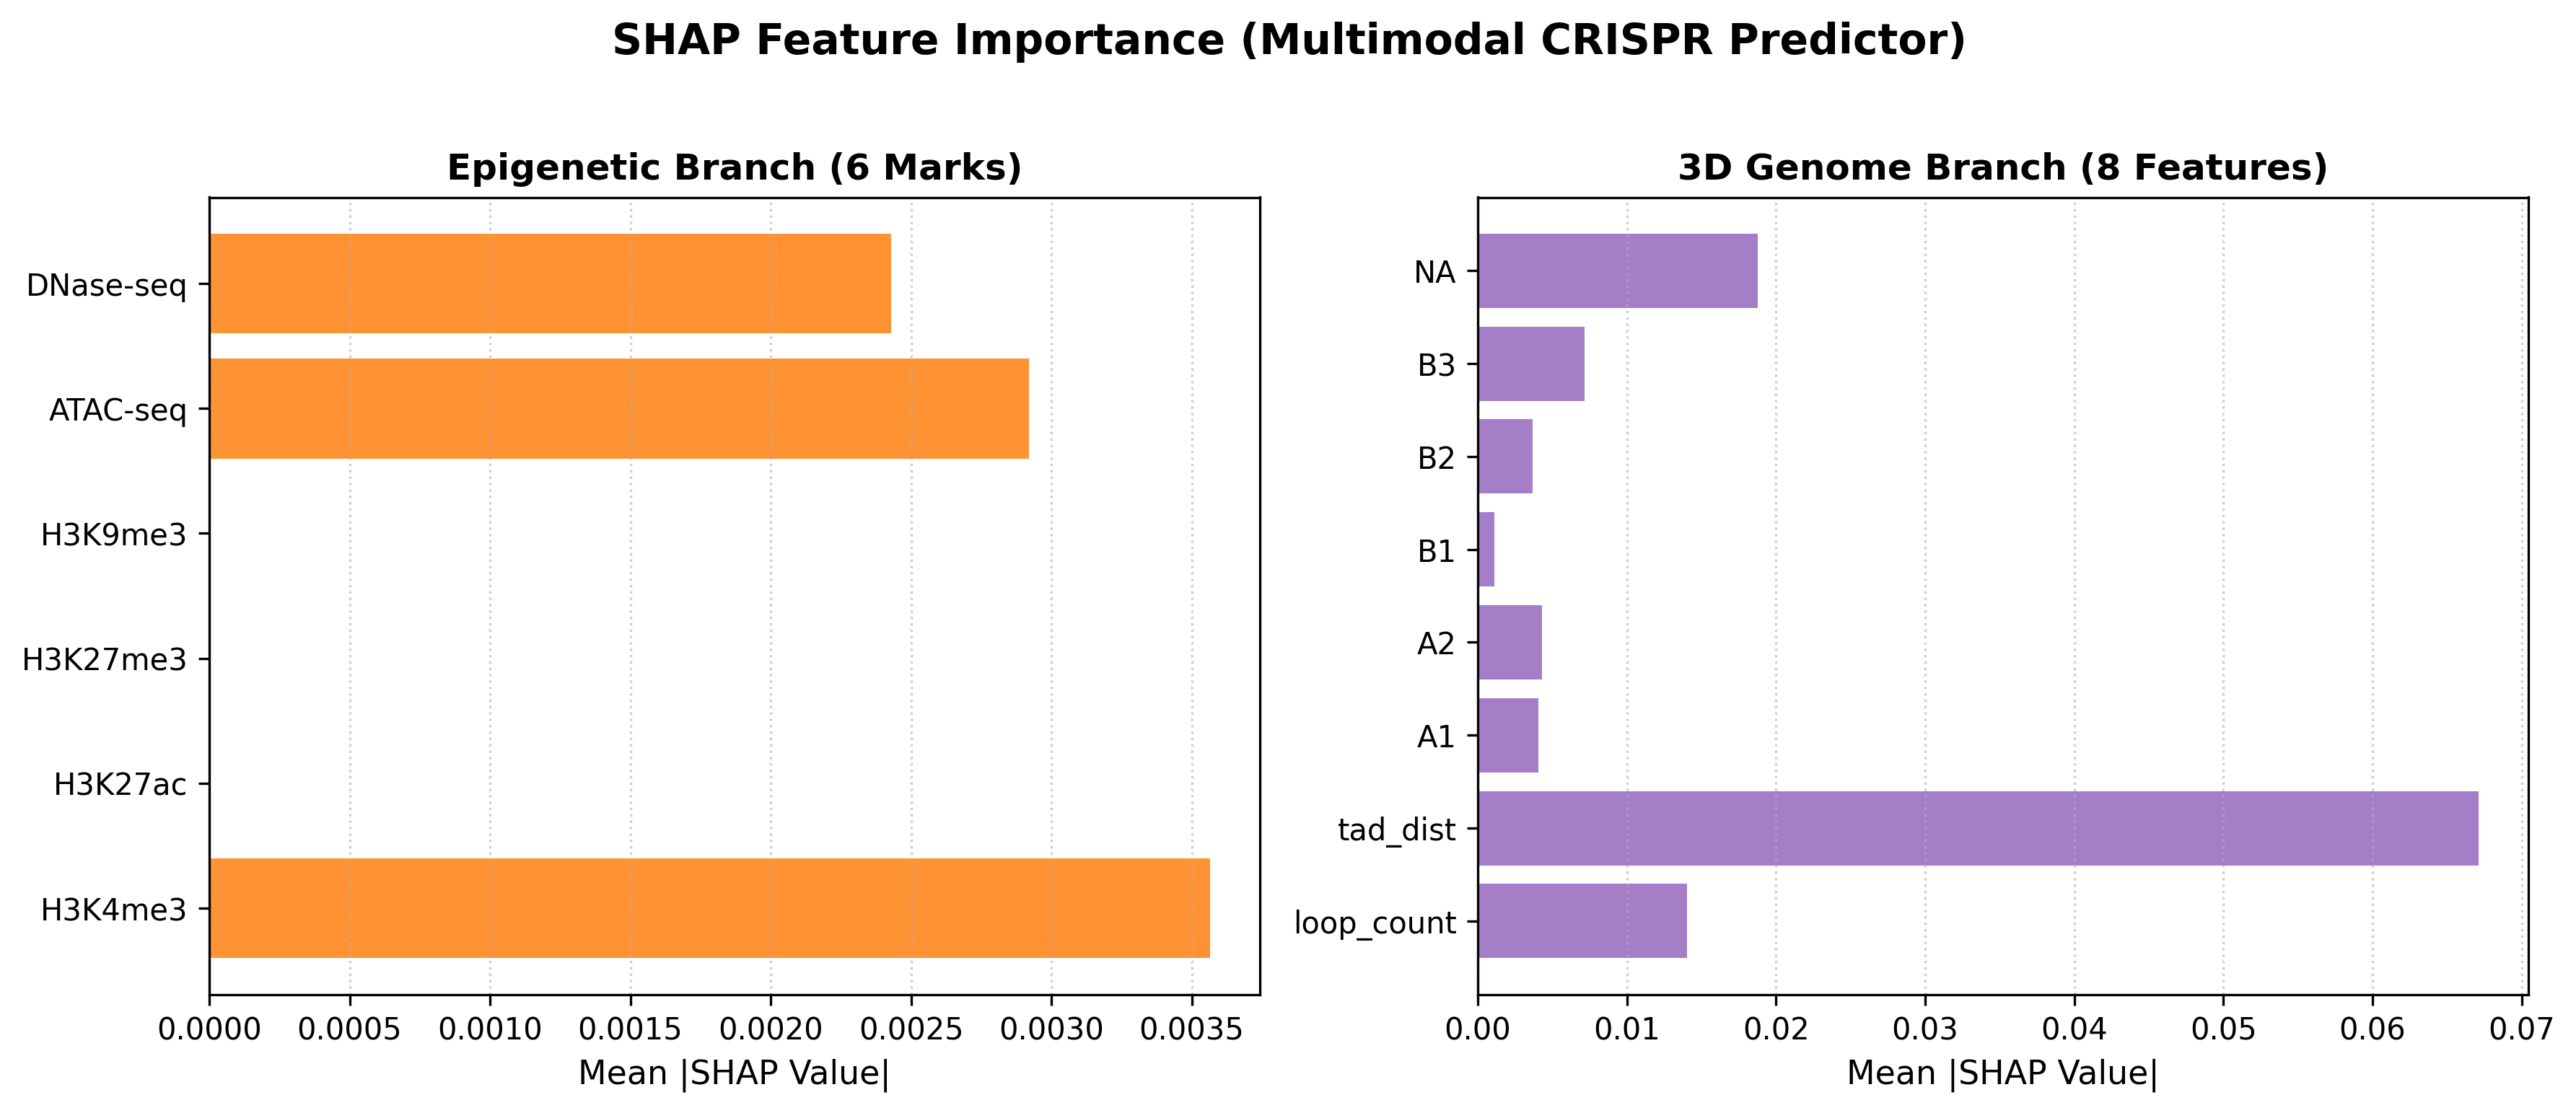 SHAP Feature Importance (Multimodal CRISPR Predictor)
Epigenetic Branch (6 Marks)
DNase-seq
ATAC-seq
H3K9me3
H3K27me3
H3K27ac
H3K4me3
0.0000 0.0005 0.0010 0.0015 0.0020 0.0025 0.0030 0.0035
Mean |SHAP Value|
3D Genome Branch (8 Features)
NA
B3
B2
B1
A2
A1
tad_dist
loop_count
0.00 0.01 0.02 0.03 0.04 0.05 0.06 0.07
Mean |SHAP Value|